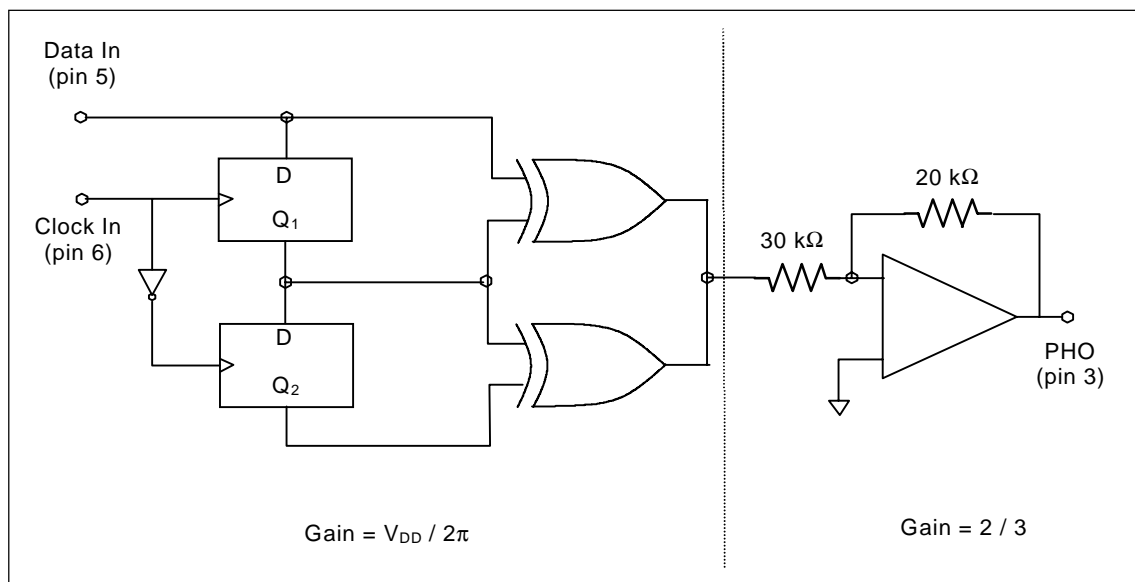 Data In
(pin 5)
Clock In
(pin 6)
D
Q1
D
Q2
30 kΩ
20 kΩ
PHO
(pin 3)
Gain = VDD / 2π
Gain = 2 / 3